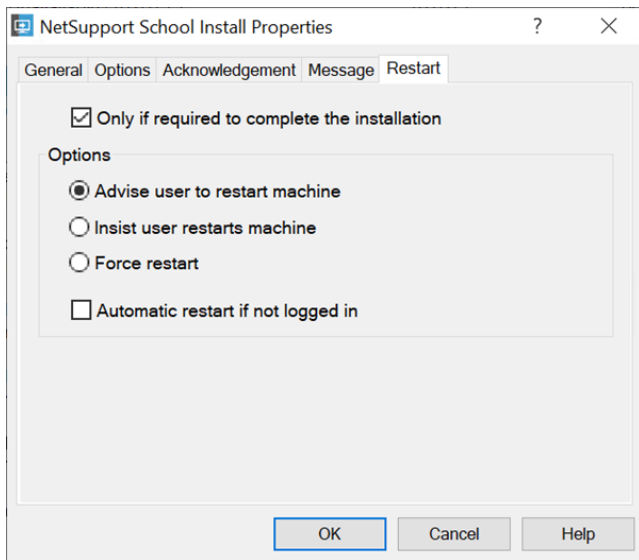 NetSupport School Install Properties ?
General Options Acknowledgement Message Restart
Only if required to complete the installation
Options
Advise user to restart machine
Insist user restarts machine
Force restart
Automatic restart if not logged in
OK Cancel Help